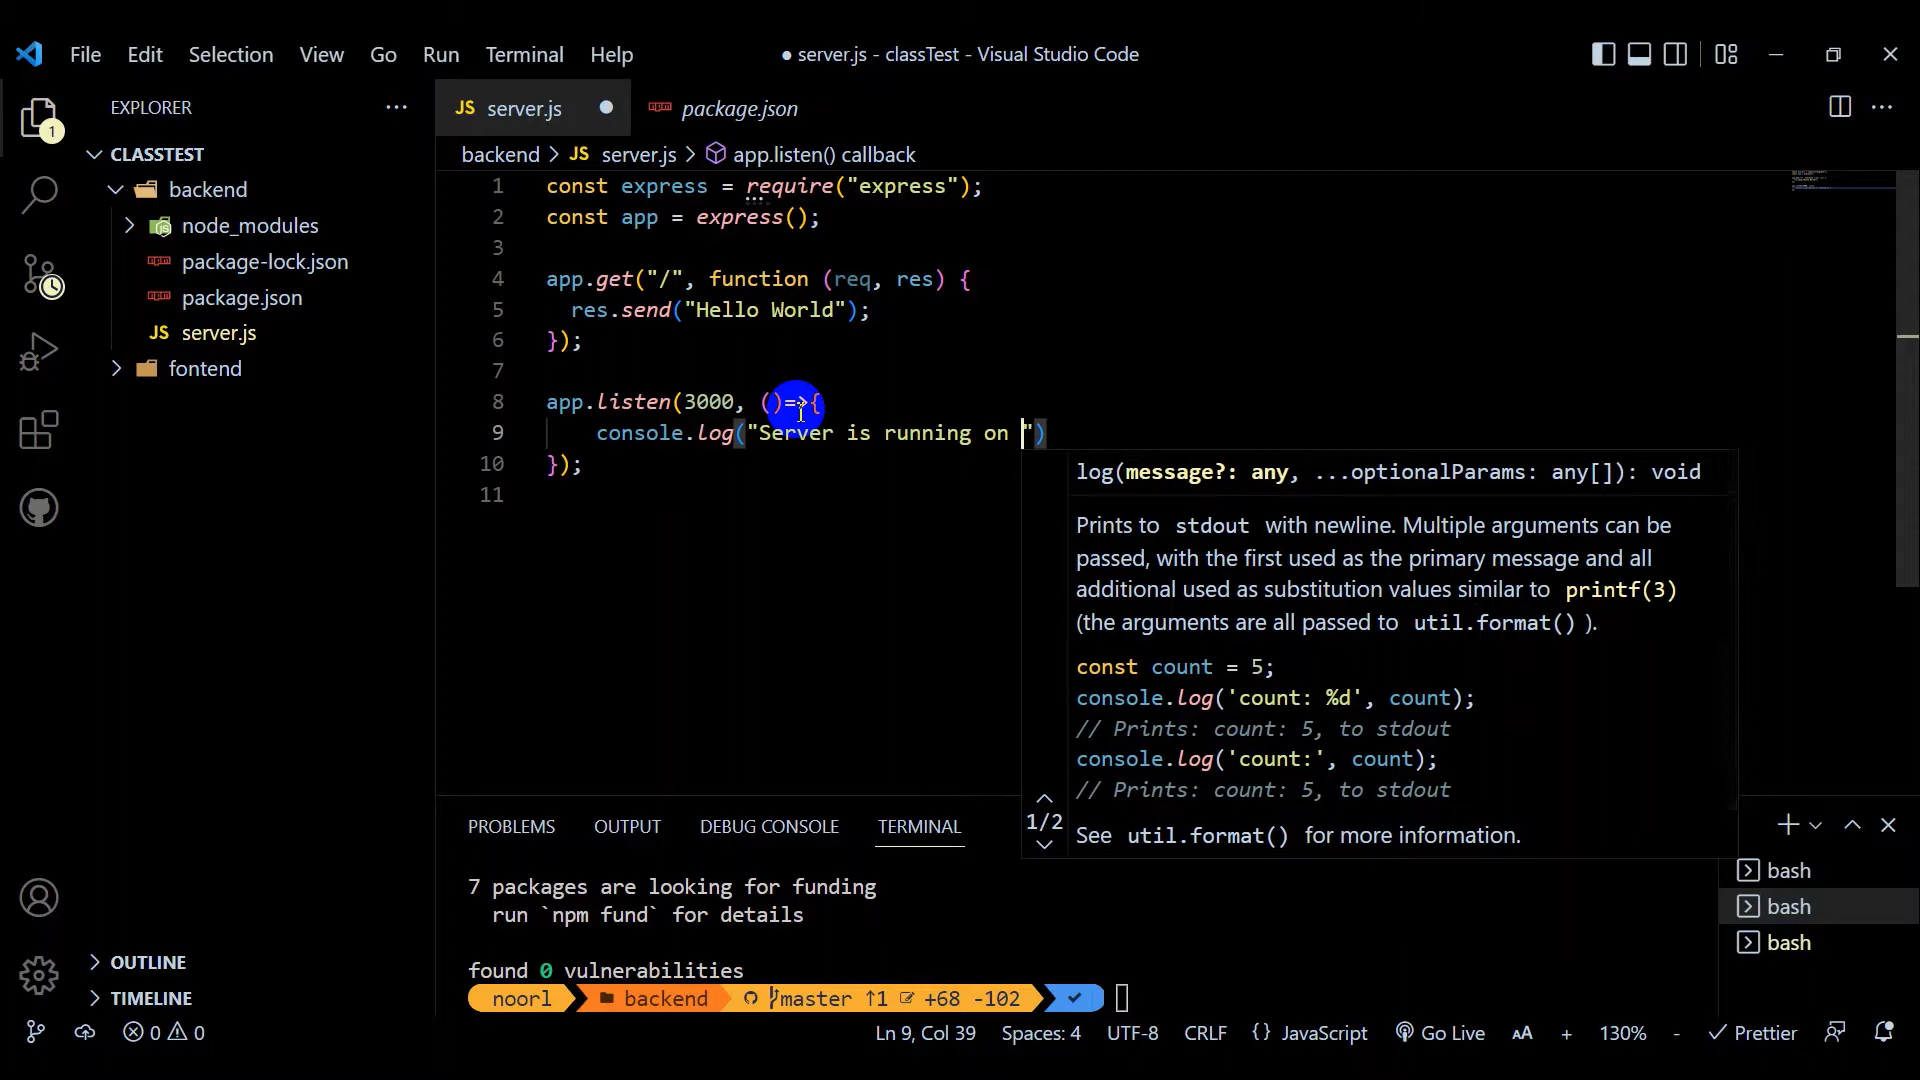 File Edit Selection View Go Run Terminal Help
● server.js - classTest - Visual Studio Code
EXPLORER
1
CLASSTEST
backend
node_modules
package-lock.json
package.json
JS server.js
fontend
OUTLINE
TIMELINE
JS server.js
package.json
backend > JS server.js > app.listen() callback
1 const express = require("express");
2 const app = express();
3
4 app.get("/", function (req, res) {
5 res.send("Hello World");
6 });
7
8 app.listen(3000, ()=>{
9 console.log("Server is running on ")
10 });
11
log(message?: any, ...optionalParams: any[]): void
Prints to stdout with newline. Multiple arguments can be
passed, with the first used as the primary message and all
additional used as substitution values similar to printf(3)
(the arguments are all passed to util.format() ).
const count = 5;
console.log('count: %d', count);
// Prints: count: 5, to stdout
console.log('count:', count);
// Prints: count: 5, to stdout
1/2
See util.format() for more information.
PROBLEMS OUTPUT DEBUG CONSOLE TERMINAL
7 packages are looking for funding
run `npm fund` for details
found 0 vulnerabilities
noorl backend master ↑1 +68 -102
bash
bash
bash
0 0
Ln 9, Col 39 Spaces: 4 UTF-8 CRLF {} JavaScript Go Live AA + 130% - Prettier